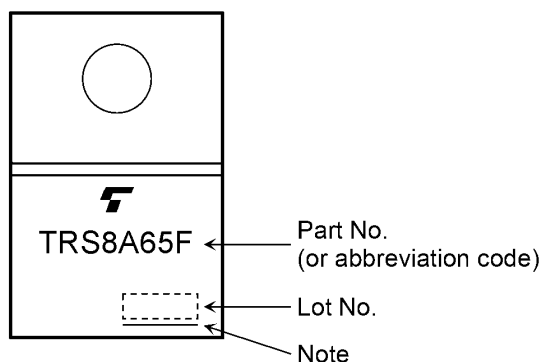 TRS8A65F
Part No.
(or abbreviation code)
Lot No.
Note